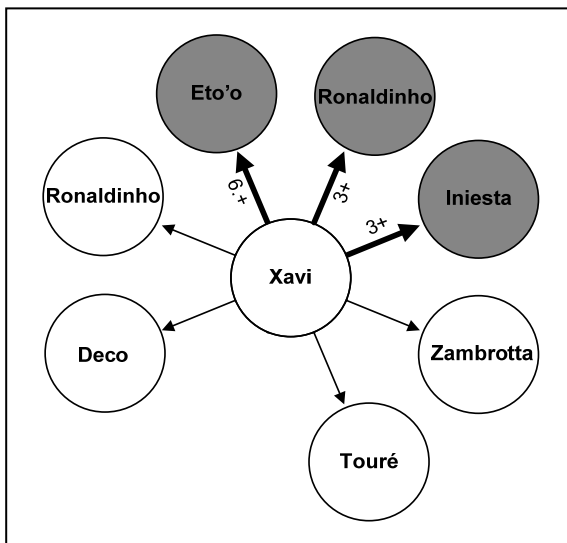 Eto'o
Ronaldinho
Ronaldinho
6.+
3+
Iniesta
3+
Xavi
Deco
Zambrotta
Touré